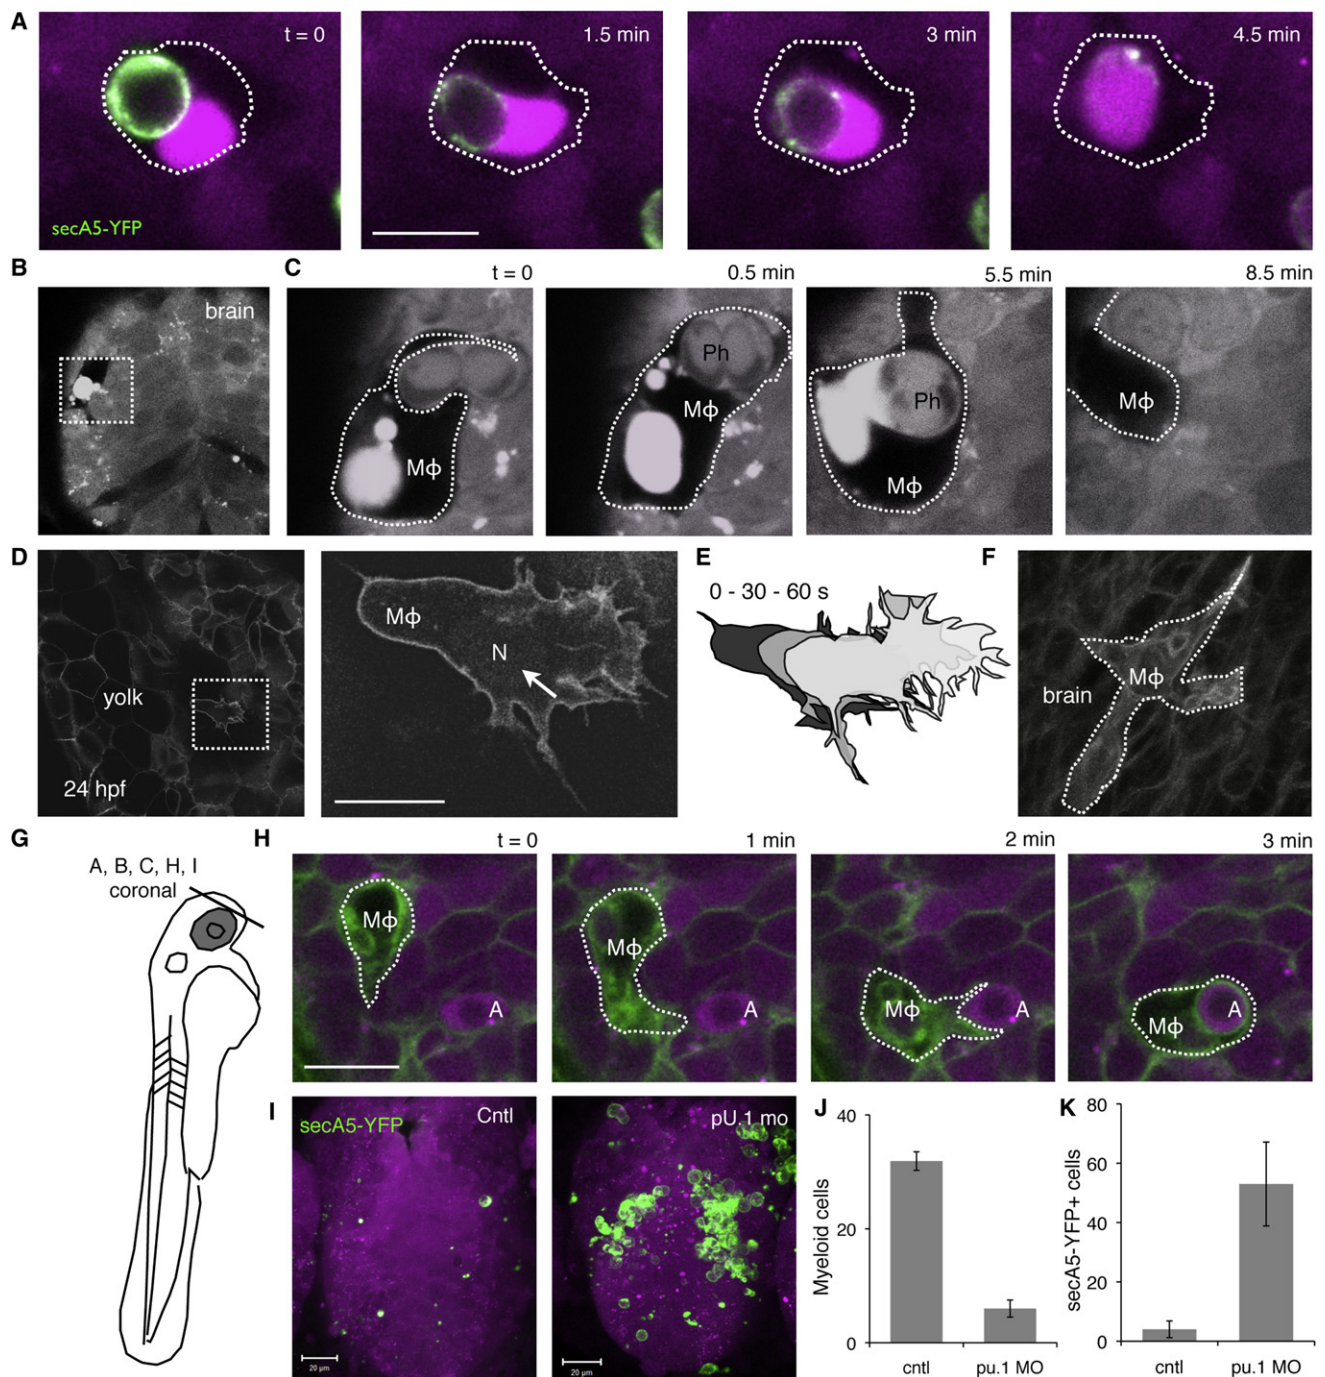 A
t = 0
1.5 min
3 min
4.5 min
secA5-YFP
B
brain
C
t = 0
0.5 min
5.5 min
8.5 min
Mϕ
Ph
Mϕ
Ph
Mϕ
Mϕ
D
yolk
24 hpf
Mϕ
N
E
0 - 30 - 60 s
F
brain
Mϕ
G
A, B, C, H, I
coronal
H
t = 0
1 min
2 min
3 min
Mϕ
A
Mϕ
A
Mϕ
A
Mϕ
A
I
secA5-YFP
Cntl
20 µm
pU.1 mo
20 µm
J
Myeloid cells
40
20
0
cntl
pu.1 MO
K
secA5-YFP+ cells
80
60
40
20
0
cntl
pu.1 MO